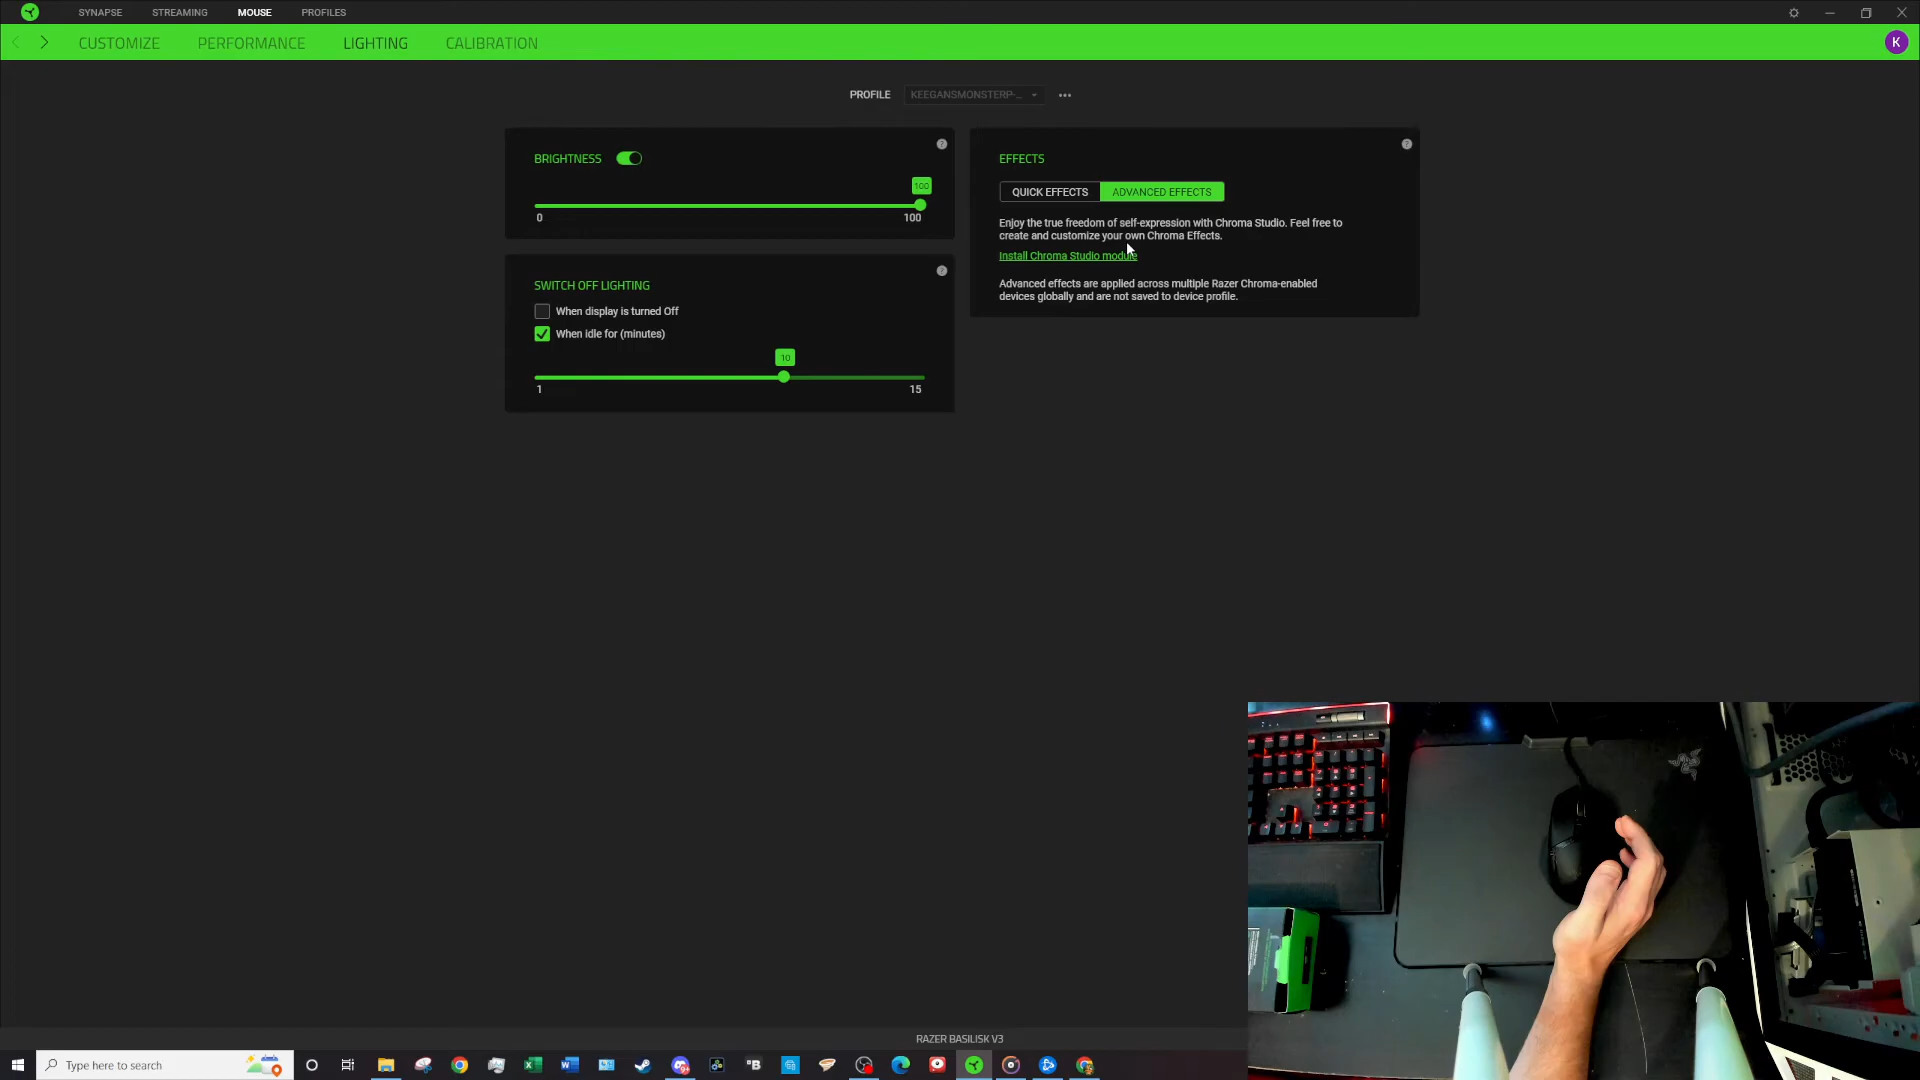 SYNAPSE STREAMING MOUSE PROFILES
CUSTOMIZE PERFORMANCE LIGHTING CALIBRATION
K
PROFILE KEEGANSMONSTERP-...
BRIGHTNESS
100
0 100
SWITCH OFF LIGHTING
When display is turned Off
When idle for (minutes)
10
1 15
EFFECTS
QUICK EFFECTS ADVANCED EFFECTS
Enjoy the true freedom of self-expression with Chroma Studio. Feel free to
create and customize your own Chroma Effects.
Install Chroma Studio module
Advanced effects are applied across multiple Razer Chroma-enabled
devices globally and are not saved to device profile.
RAZER BASILISK V3
Type here to search